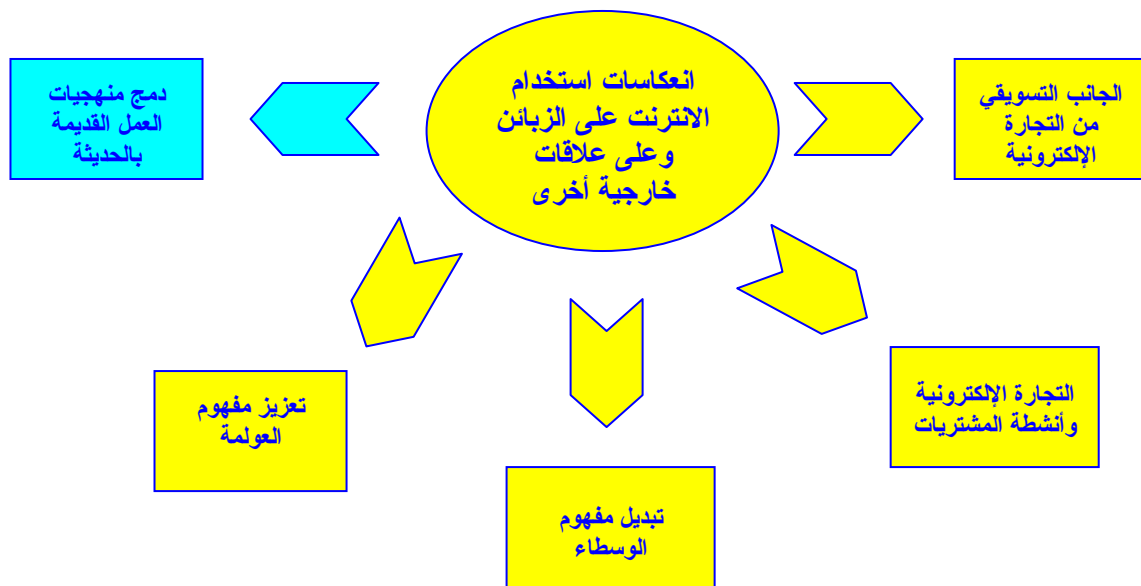 انعكاسات استخدام
الانترنت على الزبائن
وعلى علاقات
خارجية أخرى
الجانب التسويقي
من التجارة
الإلكترونية
التجارة الإلكترونية
وأنشطة المشتريات
تبديل مفهوم
الوسطاء
تعزيز مفهوم
العولمة
دمج منهجيات
العمل القديمة
بالحديثة